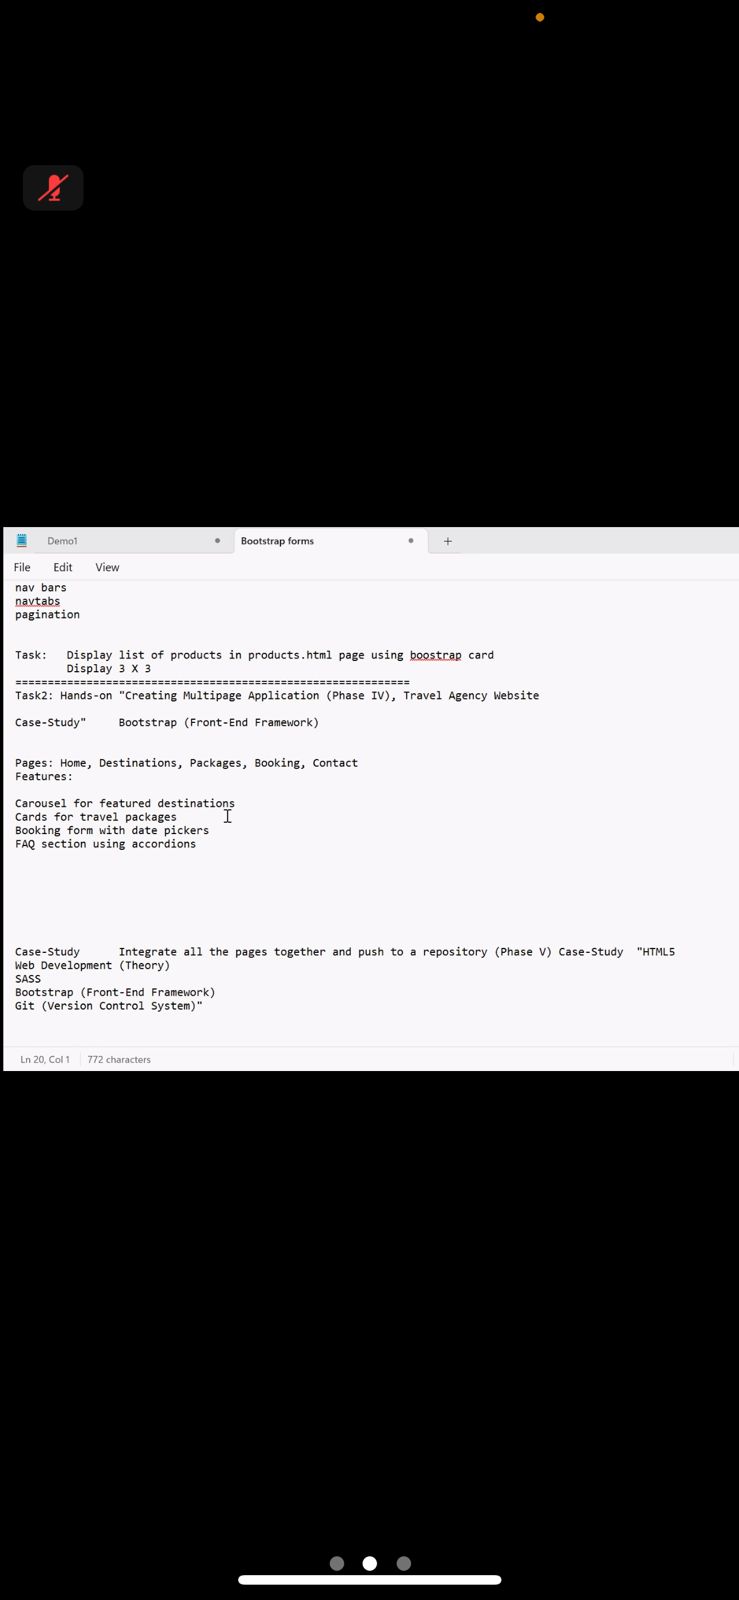 Demo1
Bootstrap forms
File Edit View
nav bars
navtabs
pagination
Task: Display list of products in products.html page using boostrap card
Display 3 X 3
=============================================================
Task2: Hands-on "Creating Multipage Application (Phase IV), Travel Agency Website
Case-Study" Bootstrap (Front-End Framework)
Pages: Home, Destinations, Packages, Booking, Contact
Features:
Carousel for featured destinations
Cards for travel packages
Booking form with date pickers
FAQ section using accordions
Case-Study Integrate all the pages together and push to a repository (Phase V) Case-Study "HTML5
Web Development (Theory)
SASS
Bootstrap (Front-End Framework)
Git (Version Control System)"
Ln 20, Col 1 772 characters